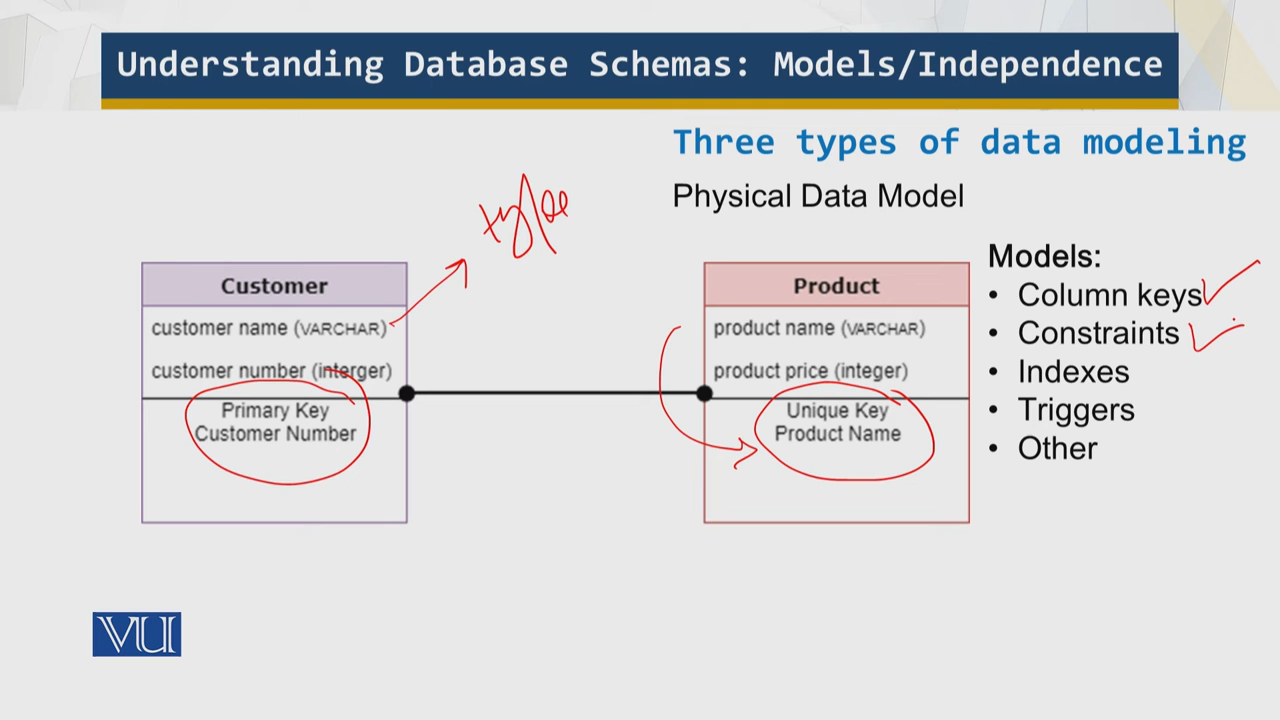 Understanding Database Schemas: Models/Independence
Three types of data modeling
Physical Data Model
type
Customer
customer name (VARCHAR)
customer number (interger)
Primary Key
Customer Number
Product
product name (VARCHAR)
product price (integer)
Unique Key
Product Name
Models:
• Column keys
• Constraints
• Indexes
• Triggers
• Other
VU